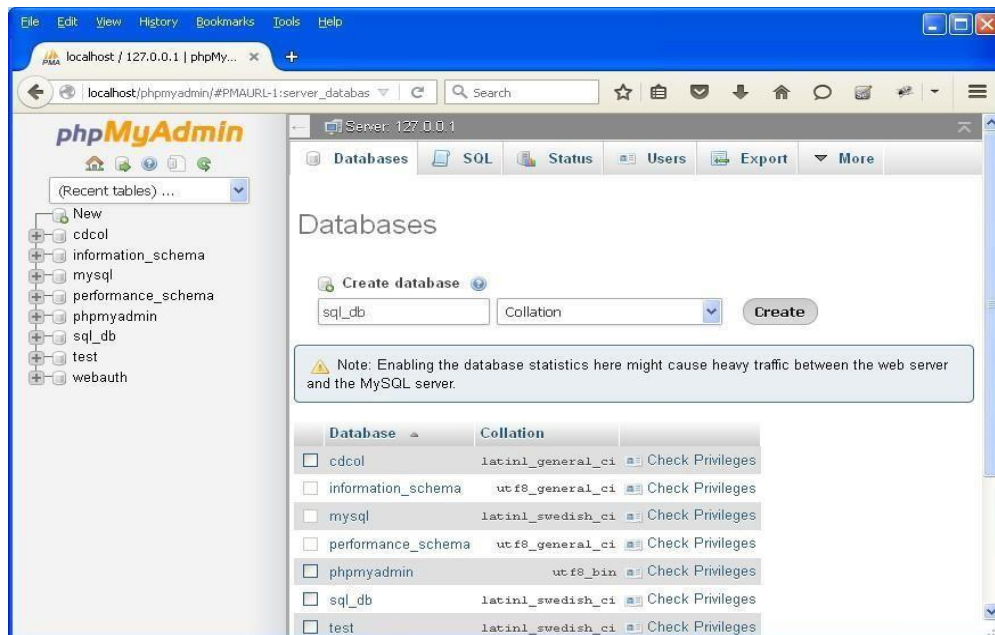 File Edit View History Bookmarks Tools Help
PMA localhost / 127.0.0.1 | phpMy... ×
localhost/phpmyadmin/#PMAURL-1:server_databas
Search
phpMyAdmin
(Recent tables) ...
New
cdcol
information_schema
mysql
performance_schema
phpmyadmin
sql_db
test
webauth
Server: 127.0.0.1
Databases SQL Status Users Export More
Databases
Create database
sql_db Collation Create
Note: Enabling the database statistics here might cause heavy traffic between the web server
and the MySQL server.
Database Collation
cdcol latin1_general_ci Check Privileges
information_schema utf8_general_ci Check Privileges
mysql latin1_swedish_ci Check Privileges
performance_schema utf8_general_ci Check Privileges
phpmyadmin utf8_bin Check Privileges
sql_db latin1_swedish_ci Check Privileges
test latin1_swedish_ci Check Privileges